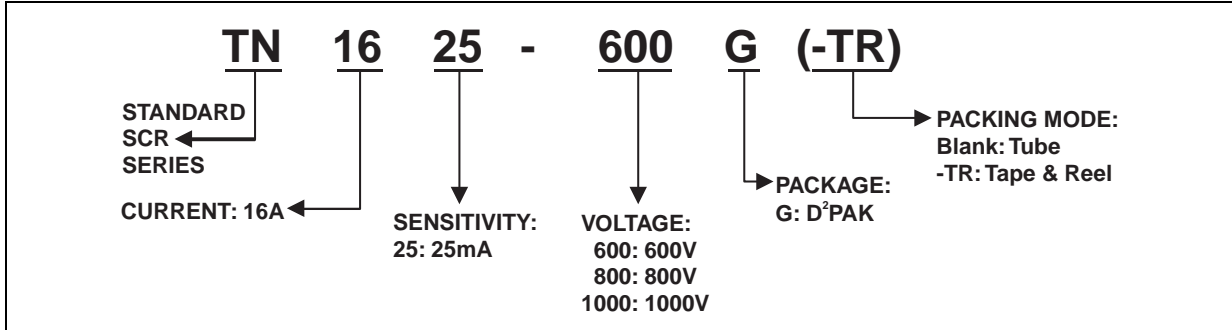 TN 16 25 - 600 G (-TR)
STANDARD
SCR
SERIES
CURRENT: 16A
SENSITIVITY:
25: 25mA
VOLTAGE:
600: 600V
800: 800V
1000: 1000V
PACKAGE:
G: D²PAK
PACKING MODE:
Blank: Tube
-TR: Tape & Reel